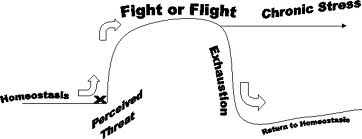 Fight or Flight
Chronic Stress
Homeostasis
X
Perceived
Threat
Exhaustion
Return to Homeostasis